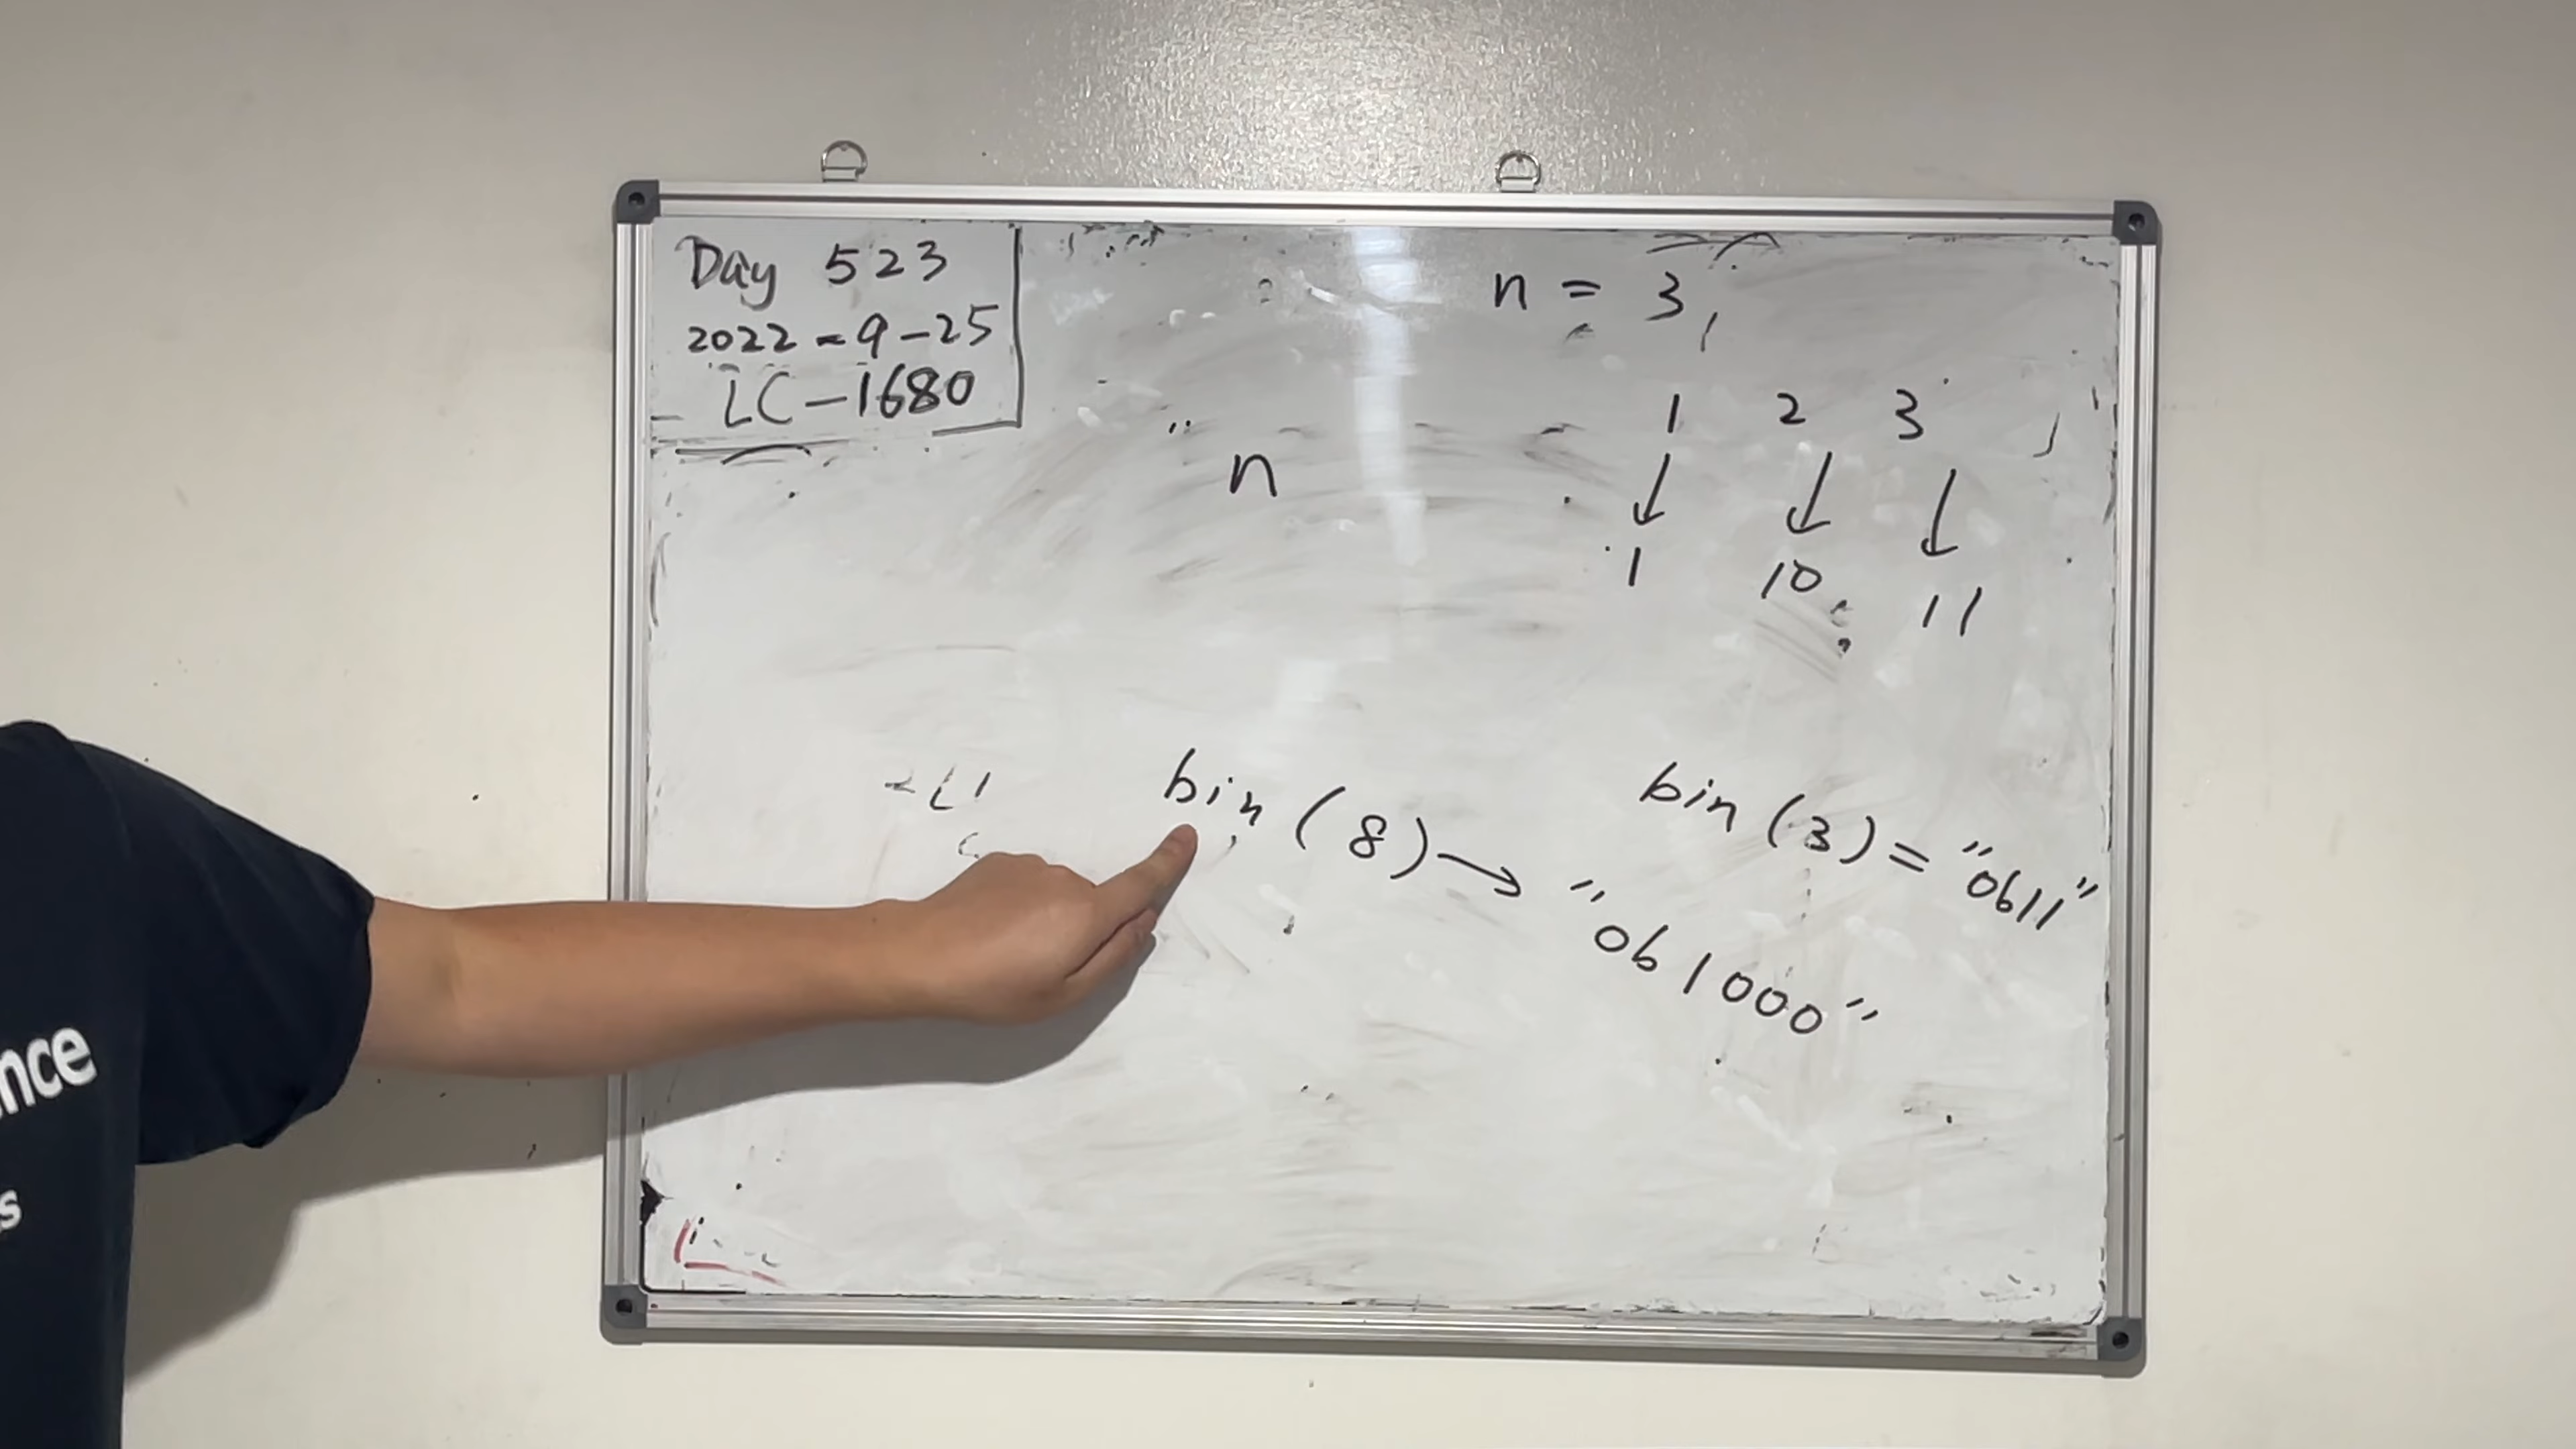 Day 523
2022-9-25
LC-1680
n = 3,
1 2 3
n
↓ ↓ ↓
1 10 11
bin (8) → "0b1000"
bin (3) = "0b11"